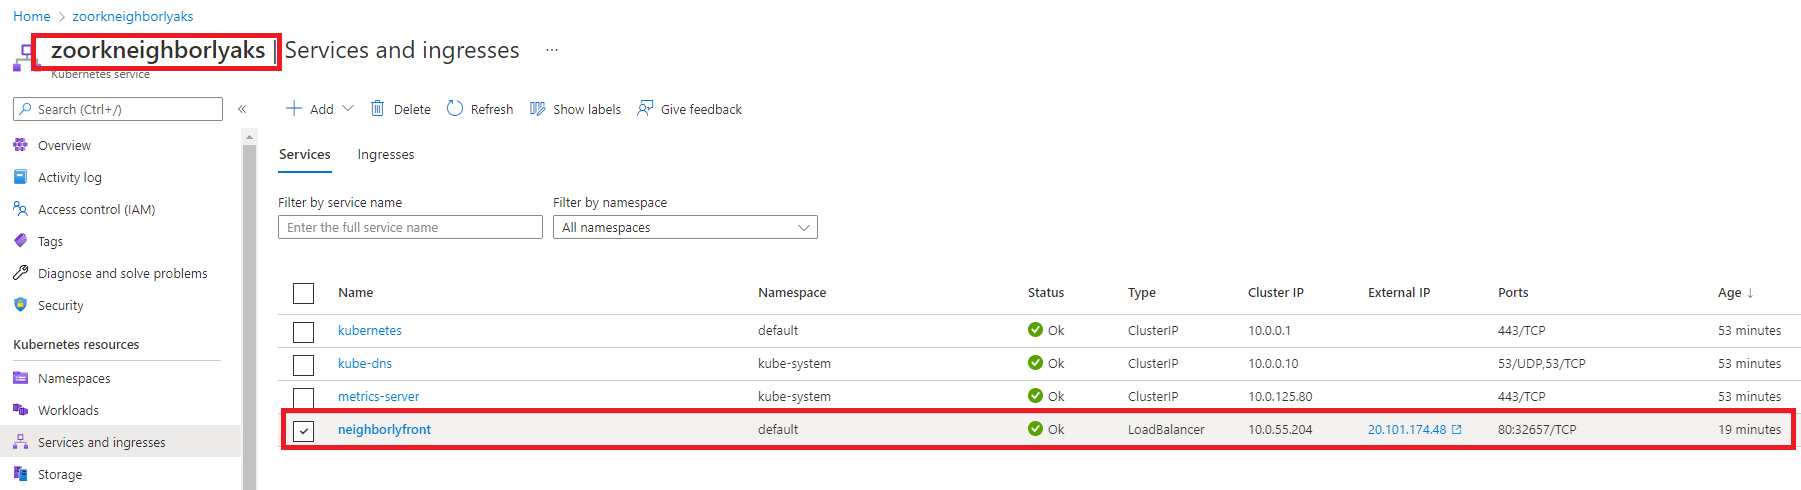 Home > zoorkneighborlyaks
zoorkneighborlyaks | Services and ingresses ...
Kubernetes service
Search (Ctrl+/) «
Overview
Activity log
Access control (IAM)
Tags
Diagnose and solve problems
Security
Kubernetes resources
Namespaces
Workloads
Services and ingresses
Storage
Add Delete Refresh Show labels Give feedback
Services Ingresses
Filter by service name Filter by namespace
Enter the full service name All namespaces
Name Namespace Status Type Cluster IP External IP Ports Age ↓
kubernetes default Ok ClusterIP 10.0.0.1 443/TCP 53 minutes
kube-dns kube-system Ok ClusterIP 10.0.0.10 53/UDP,53/TCP 53 minutes
metrics-server kube-system Ok ClusterIP 10.0.125.80 443/TCP 53 minutes
neighborlyfront default Ok LoadBalancer 10.0.55.204 20.101.174.48 80:32657/TCP 19 minutes